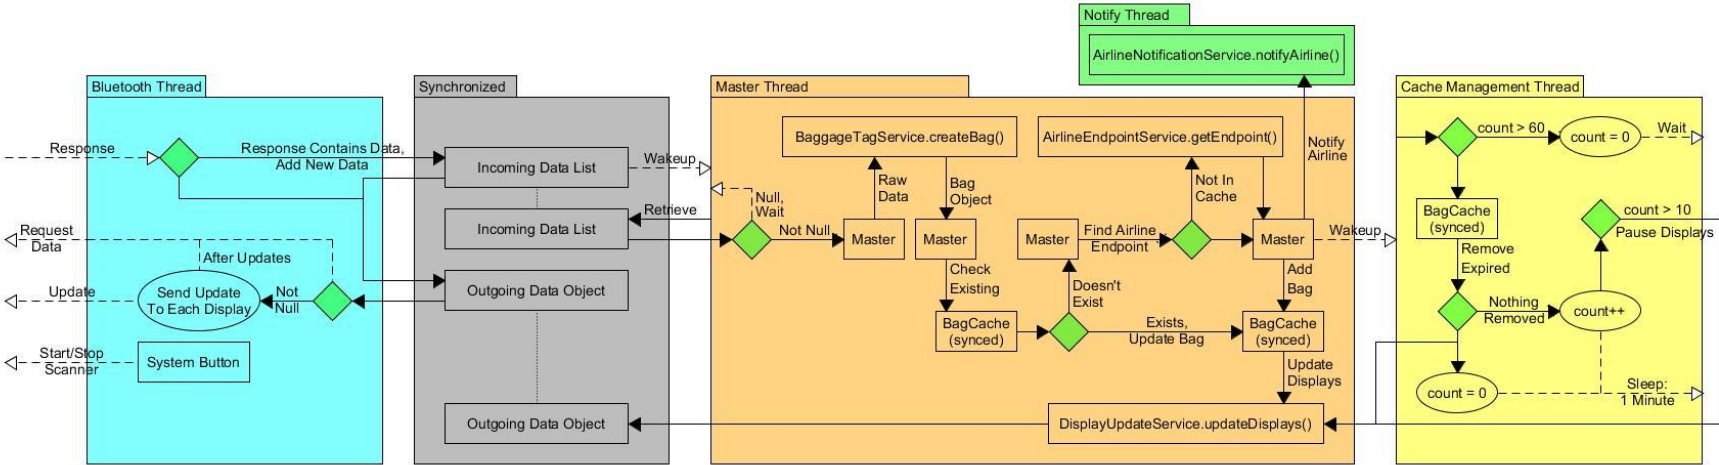 Notify Thread
AirlineNotificationService.notifyAirline()
Bluetooth Thread
Response
Response Contains Data,
Add New Data
Request
Data
After Updates
Update
Send Update
To Each Display
Not
Null
Start/Stop
Scanner
System Button
Synchronized
Incoming Data List
Wakeup
Incoming Data List
Retrieve
Outgoing Data Object
Outgoing Data Object
Master Thread
BaggageTagService.createBag()
AirlineEndpointService.getEndpoint()
Notify
Airline
Raw
Data
Bag
Object
Not In
Cache
Null,
Wait
Not Null
Master
Master
Master
Find Airline
Endpoint
Master
Wakeup
Check
Existing
Doesn't
Exist
Add
Bag
BagCache
(synced)
Exists,
Update Bag
BagCache
(synced)
Update
Displays
DisplayUpdateService.updateDisplays()
Cache Management Thread
count > 60
count = 0
Wait
BagCache
(synced)
count > 10
Pause Displays
Remove
Expired
Nothing
Removed
count++
count = 0
Sleep:
1 Minute